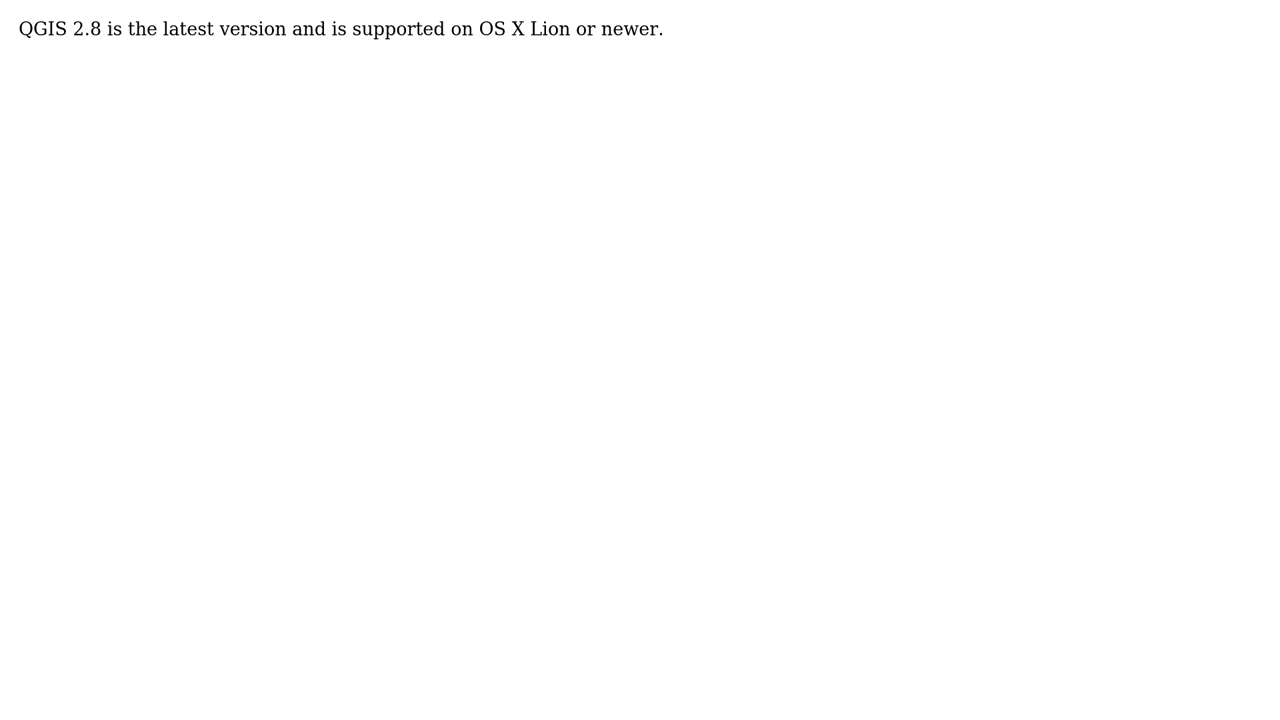 QGIS 2.8 is the latest version and is supported on OS X Lion or newer.